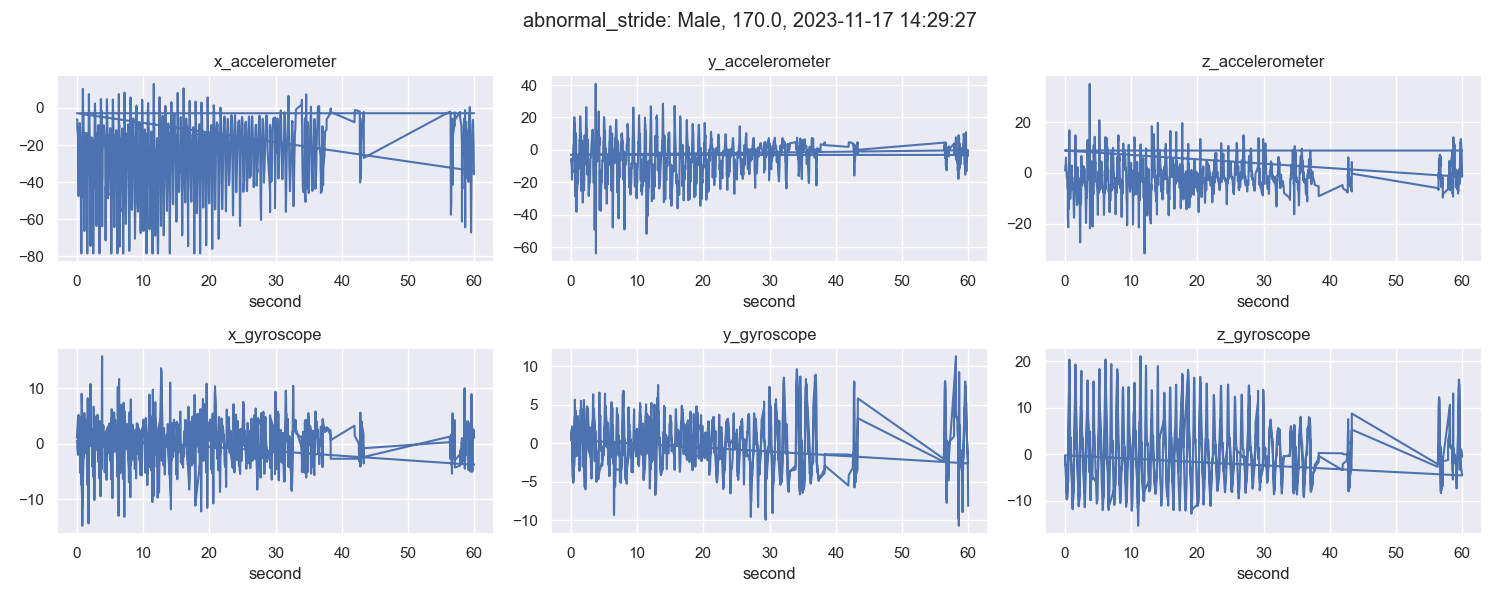 abnormal_stride: Male, 170.0, 2023-11-17 14:29:27
x_accelerometer
y_accelerometer
z_accelerometer
0
−20
−40
−60
−80
40
20
0
−20
−40
−60
20
0
−20
0 10 20 30 40 50 60
0 10 20 30 40 50 60
0 10 20 30 40 50 60
second
second
second
x_gyroscope
y_gyroscope
z_gyroscope
10
0
−10
10
5
0
−5
−10
20
10
0
−10
0 10 20 30 40 50 60
0 10 20 30 40 50 60
0 10 20 30 40 50 60
second
second
second